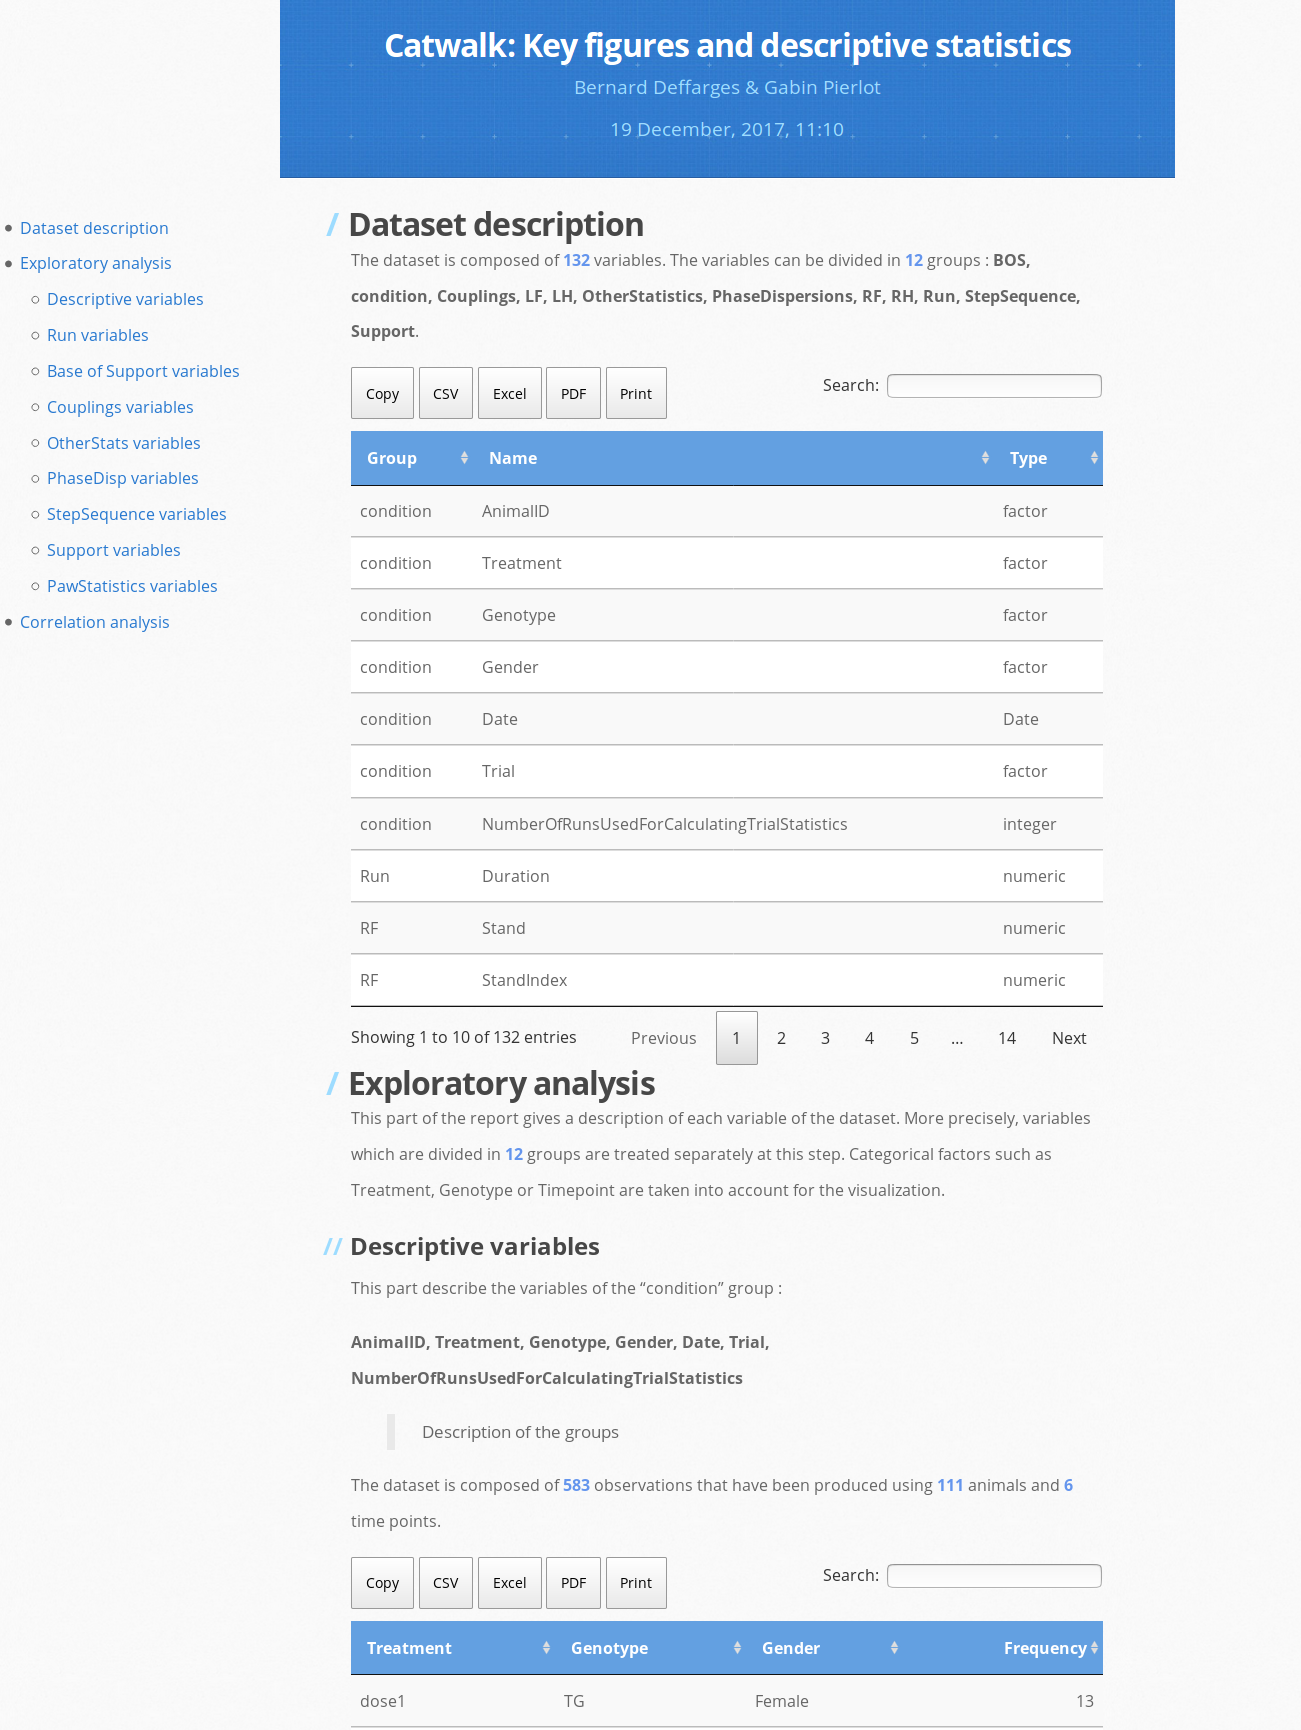 Catwalk: Key figures and descriptive statistics
Bernard Deffarges & Gabin Pierlot
19 December, 2017, 11:10
Dataset description
Exploratory analysis
Descriptive variables
Run variables
Base of Support variables
Couplings variables
OtherStats variables
PhaseDisp variables
StepSequence variables
Support variables
PawStatistics variables
Correlation analysis
/ Dataset description
The dataset is composed of 132 variables. The variables can be divided in 12 groups : BOS,
condition, Couplings, LF, LH, OtherStatistics, PhaseDispersions, RF, RH, Run, StepSequence,
Support.
Copy CSV Excel PDF Print Search:
Group Name Type
condition AnimalID factor
condition Treatment factor
condition Genotype factor
condition Gender factor
condition Date Date
condition Trial factor
condition NumberOfRunsUsedForCalculatingTrialStatistics integer
Run Duration numeric
RF Stand numeric
RF StandIndex numeric
Showing 1 to 10 of 132 entries Previous 1 2 3 4 5 … 14 Next
/ Exploratory analysis
This part of the report gives a description of each variable of the dataset. More precisely, variables
which are divided in 12 groups are treated separately at this step. Categorical factors such as
Treatment, Genotype or Timepoint are taken into account for the visualization.
// Descriptive variables
This part describe the variables of the “condition” group :
AnimalID, Treatment, Genotype, Gender, Date, Trial,
NumberOfRunsUsedForCalculatingTrialStatistics
Description of the groups
The dataset is composed of 583 observations that have been produced using 111 animals and 6
time points.
Copy CSV Excel PDF Print Search:
Treatment Genotype Gender Frequency
dose1 TG Female 13